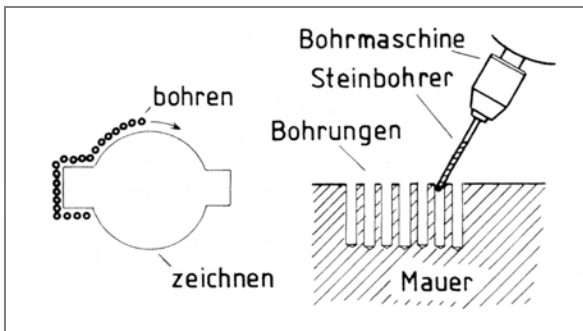 bohren
zeichnen
Bohrmaschine
Steinbohrer
Bohrungen
Mauer